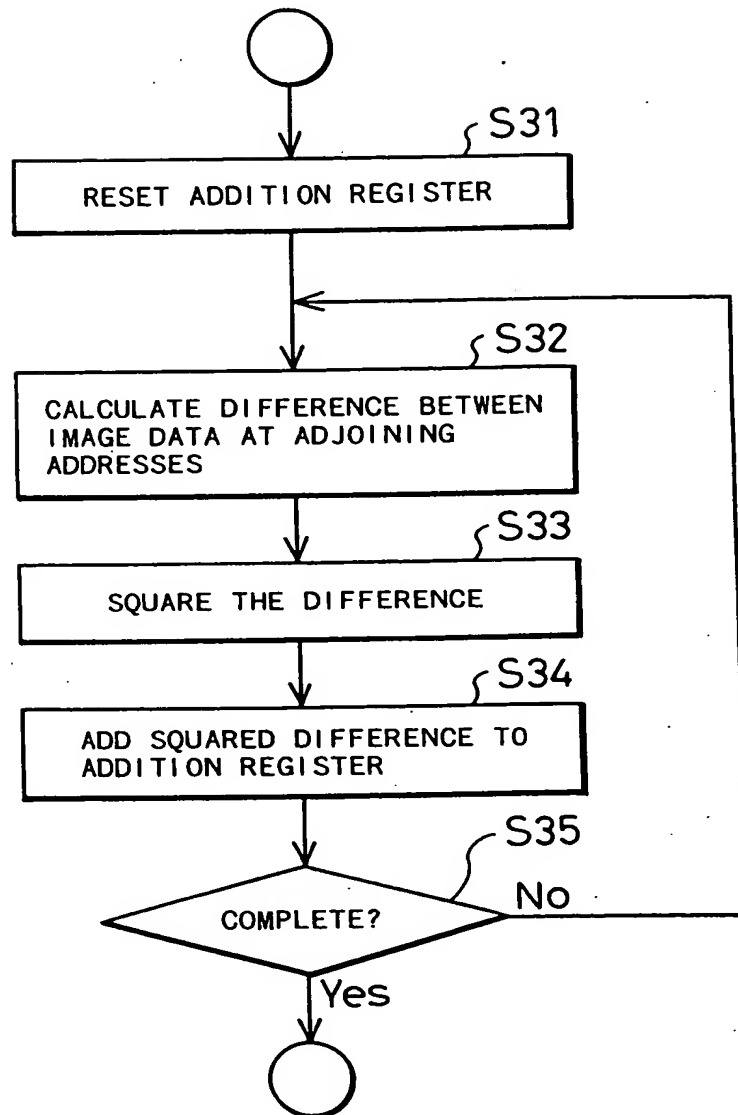 S31
RESET ADDITION REGISTER
S32
CALCULATE DIFFERENCE BETWEEN
IMAGE DATA AT ADJOINING
ADDRESSES
S33
SQUARE THE DIFFERENCE
S34
ADD SQUARED DIFFERENCE TO
ADDITION REGISTER
S35
COMPLETE?
No
Yes